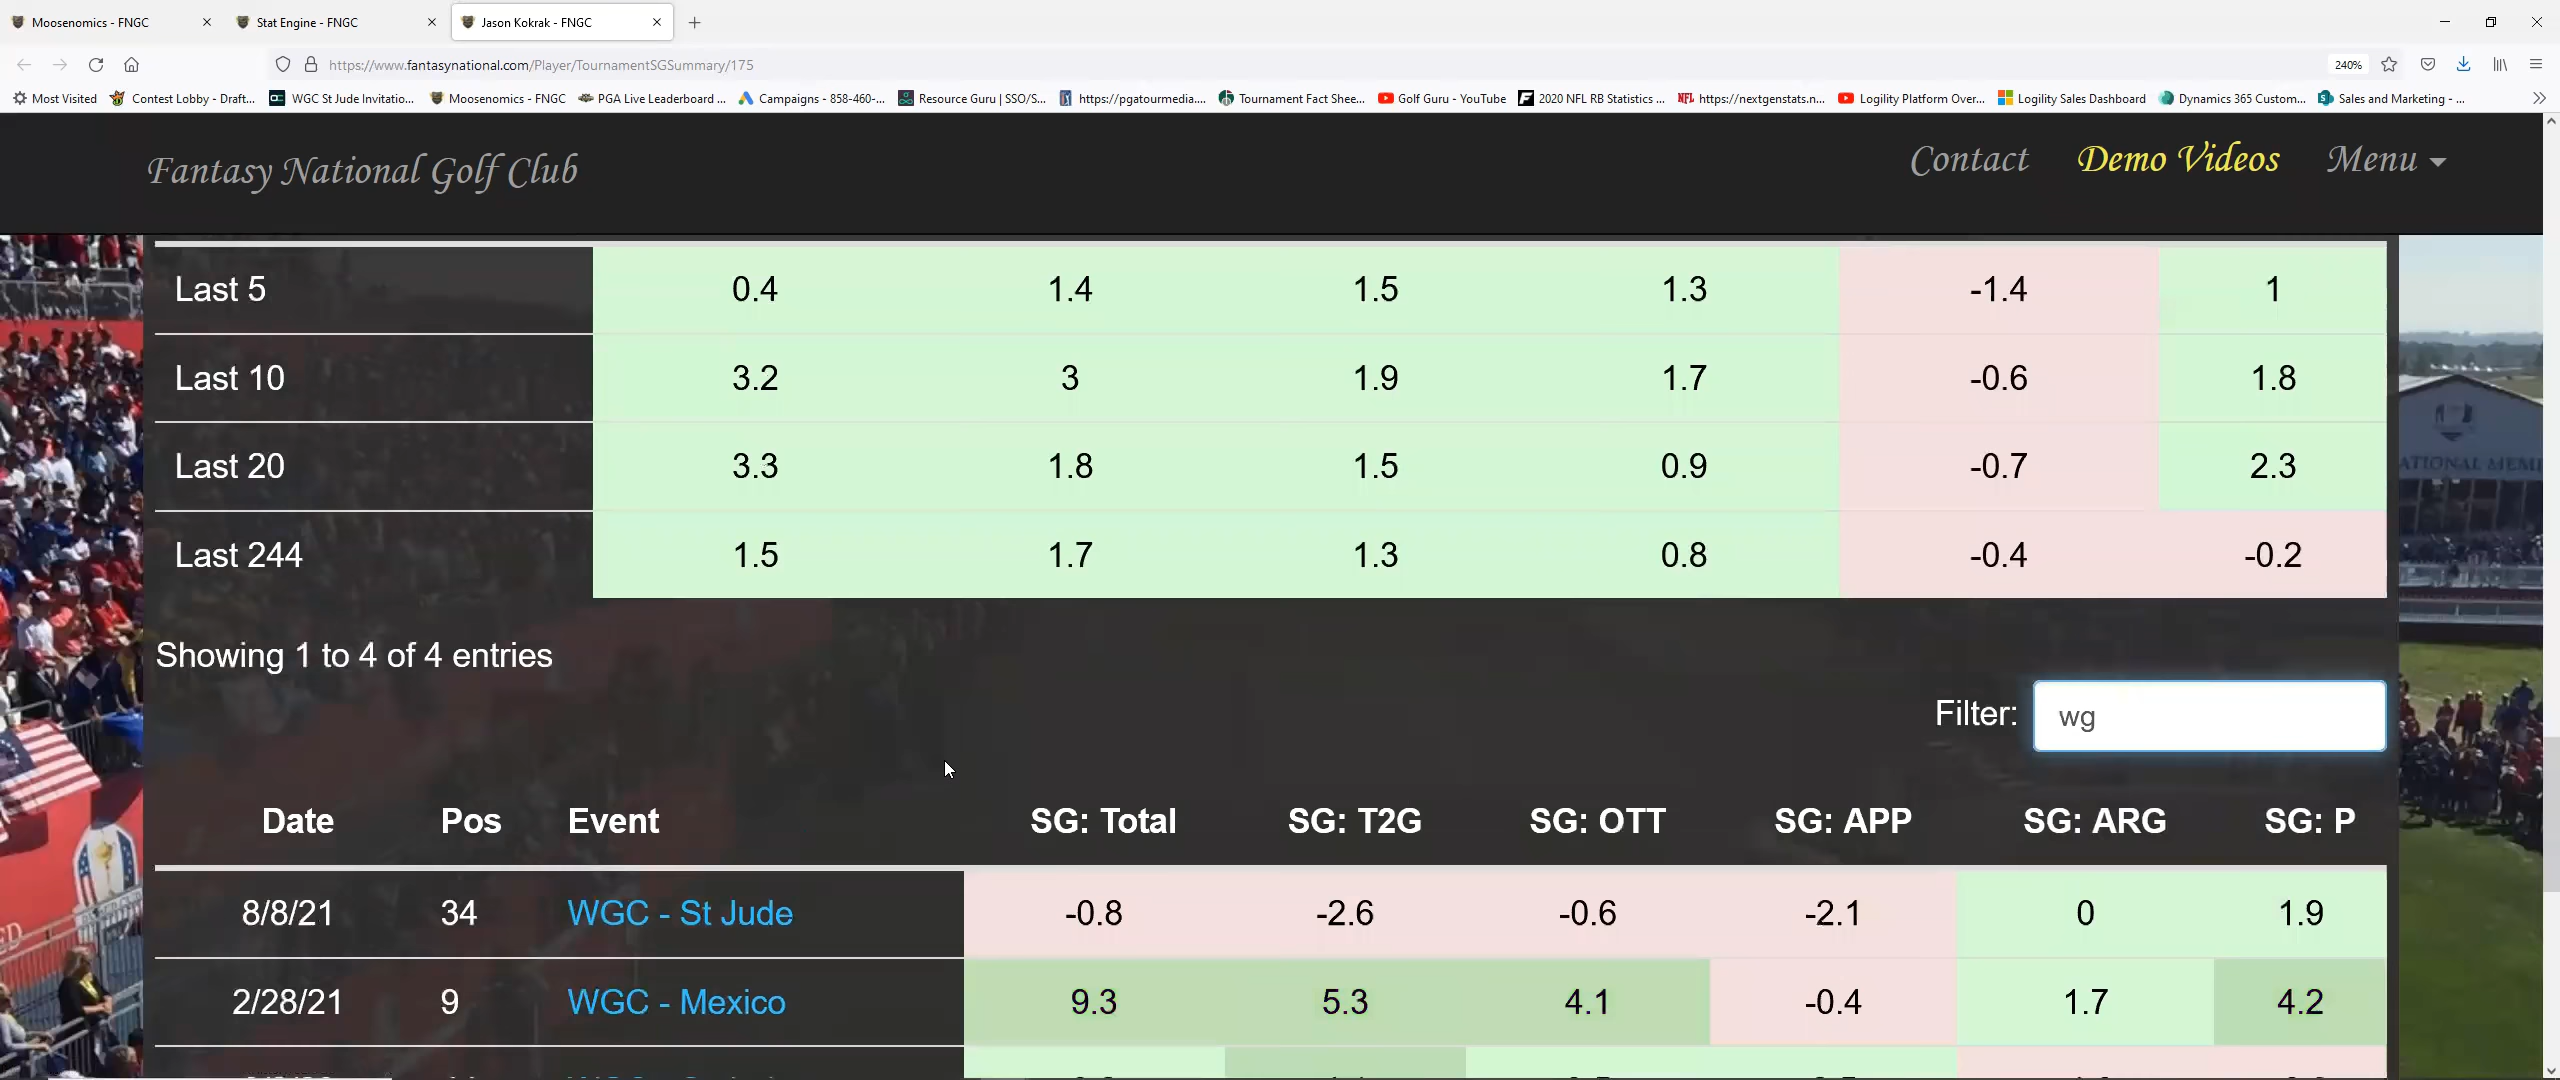 Moosenomics - FNGC
Stat Engine - FNGC
Jason Kokrak - FNGC
https://www.fantasynational.com/Player/TournamentSGSummary/175
240%
Most Visited Contest Lobby - Draft... WGC St Jude Invitatio... Moosenomics - FNGC PGA Live Leaderboard ... Campaigns - 858-460-... Resource Guru | SSO/S... https://pgatourmedia.... Tournament Fact Shee... Golf Guru - YouTube 2020 NFL RB Statistics ... https://nextgenstats.n... Logility Platform Over... Logility Sales Dashboard Dynamics 365 Custom... Sales and Marketing - ...
Fantasy National Golf Club Contact Demo Videos Menu
Last 5 0.4 1.4 1.5 1.3 -1.4 1
Last 10 3.2 3 1.9 1.7 -0.6 1.8
Last 20 3.3 1.8 1.5 0.9 -0.7 2.3
Last 244 1.5 1.7 1.3 0.8 -0.4 -0.2
Showing 1 to 4 of 4 entries
Filter: wg
Date Pos Event SG: Total SG: T2G SG: OTT SG: APP SG: ARG SG: P
8/8/21 34 WGC - St Jude -0.8 -2.6 -0.6 -2.1 0 1.9
2/28/21 9 WGC - Mexico 9.3 5.3 4.1 -0.4 1.7 4.2